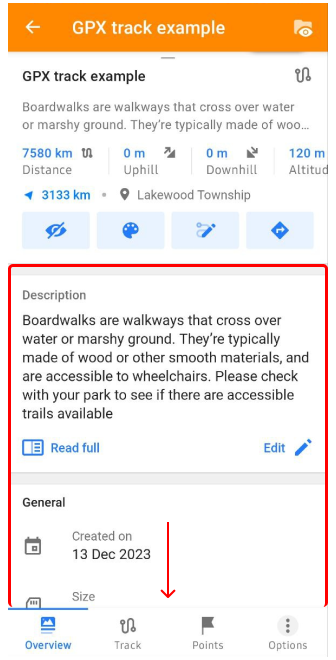 GPX track example
GPX track example
Boardwalks are walkways that cross over water
or marshy ground. They're typically made of woo...
7580 km 0 m 0 m 120 m
Distance Uphill Downhill Altitud
3133 km • Lakewood Township
Description
Boardwalks are walkways that cross over
water or marshy ground. They're typically
made of wood or other smooth materials, and
are accessible to wheelchairs. Please check
with your park to see if there are accessible
trails available
Read full Edit
General
Created on
13 Dec 2023
Size
Overview Track Points Options